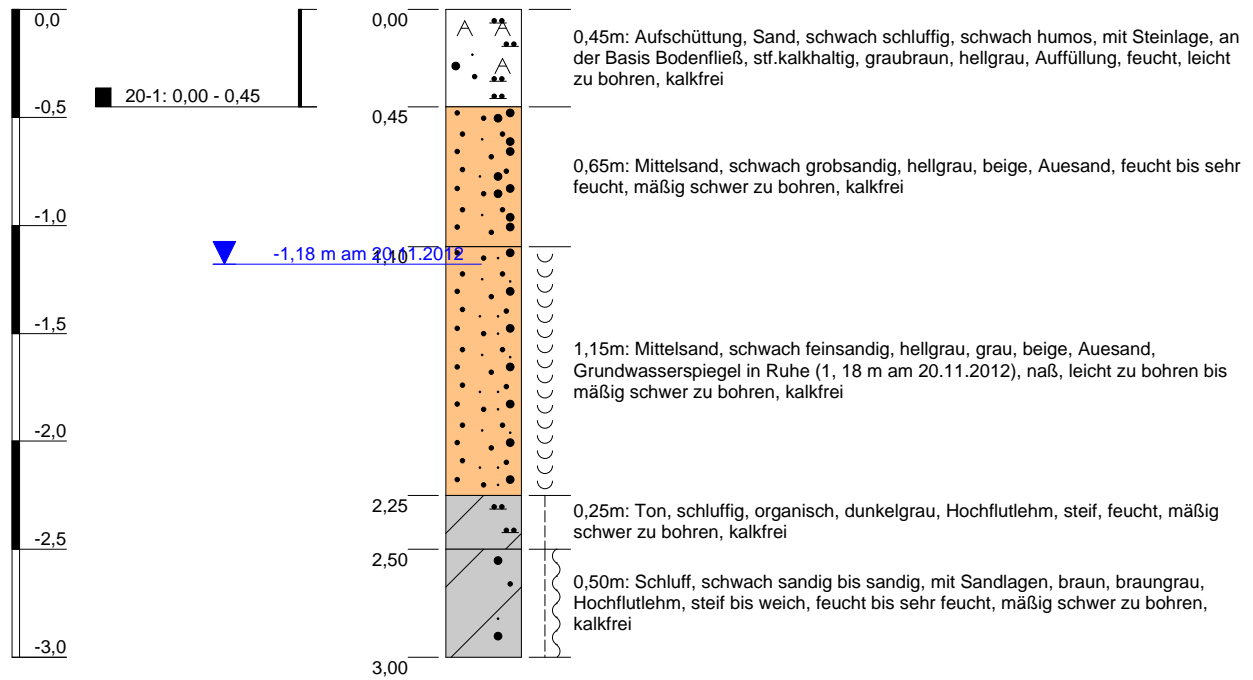 0,0
-0,5
-1,0
-1,5
-2,0
-2,5
-3,0
20-1: 0,00 - 0,45
-1,18 m am 20.11.2012
0,00
0,45
1,10
2,25
2,50
3,00
A A
A
0,45m: Aufschüttung, Sand, schwach schluffig, schwach humos, mit Steinlage, an
der Basis Bodenfließ, stf.kalkhaltig, graubraun, hellgrau, Auffüllung, feucht, leicht
zu bohren, kalkfrei
0,65m: Mittelsand, schwach grobsandig, hellgrau, beige, Auesand, feucht bis sehr
feucht, mäßig schwer zu bohren, kalkfrei
1,15m: Mittelsand, schwach feinsandig, hellgrau, grau, beige, Auesand,
Grundwasserspiegel in Ruhe (1, 18 m am 20.11.2012), naß, leicht zu bohren bis
mäßig schwer zu bohren, kalkfrei
0,25m: Ton, schluffig, organisch, dunkelgrau, Hochflutlehm, steif, feucht, mäßig
schwer zu bohren, kalkfrei
0,50m: Schluff, schwach sandig bis sandig, mit Sandlagen, braun, braungrau,
Hochflutlehm, steif bis weich, feucht bis sehr feucht, mäßig schwer zu bohren,
kalkfrei